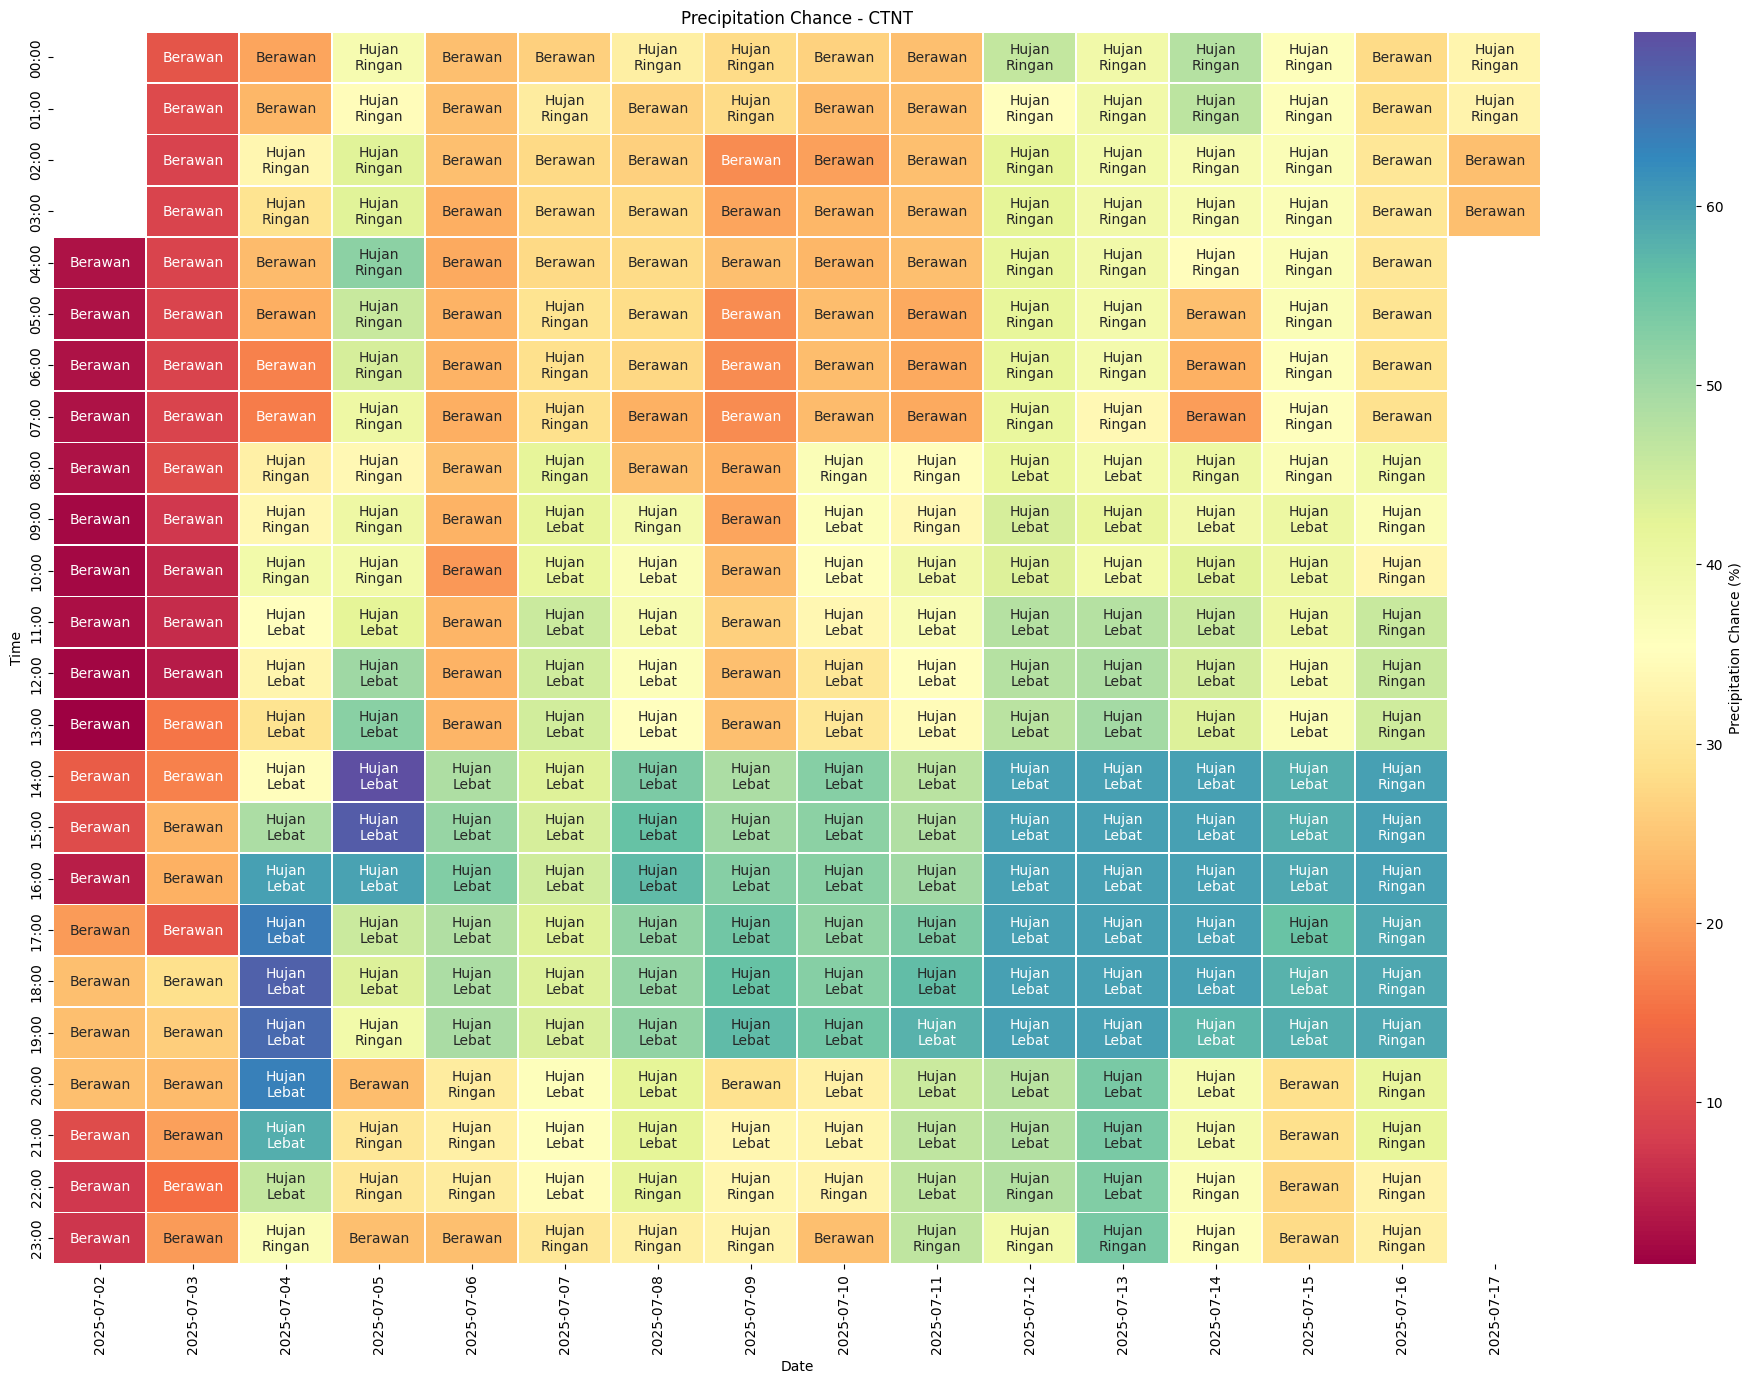 Precipitation Chance - CTNT
00:00 Berawan Berawan Hujan Ringan Berawan Berawan Hujan Ringan Hujan Ringan Berawan Berawan Hujan Ringan Hujan Ringan Hujan Ringan Hujan Ringan Berawan Hujan Ringan
01:00 Berawan Berawan Hujan Ringan Berawan Hujan Ringan Berawan Hujan Ringan Berawan Berawan Hujan Ringan Hujan Ringan Hujan Ringan Hujan Ringan Berawan Hujan Ringan
02:00 Berawan Hujan Ringan Hujan Ringan Berawan Berawan Berawan Berawan Berawan Berawan Hujan Ringan Hujan Ringan Hujan Ringan Hujan Ringan Berawan Berawan
03:00 Berawan Hujan Ringan Hujan Ringan Berawan Berawan Berawan Berawan Berawan Berawan Hujan Ringan Hujan Ringan Hujan Ringan Hujan Ringan Berawan Berawan
04:00 Berawan Berawan Berawan Hujan Ringan Berawan Berawan Berawan Berawan Berawan Berawan Hujan Ringan Hujan Ringan Hujan Ringan Hujan Ringan Berawan
05:00 Berawan Berawan Berawan Hujan Ringan Berawan Hujan Ringan Berawan Berawan Berawan Berawan Hujan Ringan Hujan Ringan Berawan Hujan Ringan Berawan
06:00 Berawan Berawan Berawan Hujan Ringan Berawan Hujan Ringan Berawan Berawan Berawan Berawan Hujan Ringan Hujan Ringan Berawan Hujan Ringan Berawan
07:00 Berawan Berawan Berawan Hujan Ringan Berawan Hujan Ringan Berawan Berawan Berawan Berawan Hujan Ringan Hujan Ringan Berawan Hujan Ringan Berawan
08:00 Berawan Berawan Hujan Ringan Hujan Ringan Berawan Hujan Ringan Berawan Berawan Hujan Ringan Hujan Ringan Hujan Lebat Hujan Lebat Hujan Ringan Hujan Ringan Hujan Ringan
09:00 Berawan Berawan Hujan Ringan Hujan Ringan Berawan Hujan Lebat Hujan Ringan Berawan Hujan Lebat Hujan Ringan Hujan Lebat Hujan Lebat Hujan Lebat Hujan Lebat Hujan Ringan
10:00 Berawan Berawan Hujan Ringan Hujan Ringan Berawan Hujan Lebat Hujan Lebat Berawan Hujan Lebat Hujan Lebat Hujan Lebat Hujan Lebat Hujan Lebat Hujan Lebat Hujan Ringan
11:00 Berawan Berawan Hujan Lebat Hujan Lebat Berawan Hujan Lebat Hujan Lebat Berawan Hujan Lebat Hujan Lebat Hujan Lebat Hujan Lebat Hujan Lebat Hujan Lebat Hujan Ringan
12:00 Berawan Berawan Hujan Lebat Hujan Lebat Berawan Hujan Lebat Hujan Lebat Berawan Hujan Lebat Hujan Lebat Hujan Lebat Hujan Lebat Hujan Lebat Hujan Lebat Hujan Ringan
13:00 Berawan Berawan Hujan Lebat Hujan Lebat Berawan Hujan Lebat Hujan Lebat Berawan Hujan Lebat Hujan Lebat Hujan Lebat Hujan Lebat Hujan Lebat Hujan Lebat Hujan Ringan
14:00 Berawan Berawan Hujan Lebat Hujan Lebat Hujan Lebat Hujan Lebat Hujan Lebat Hujan Lebat Hujan Lebat Hujan Lebat Hujan Lebat Hujan Lebat Hujan Lebat Hujan Lebat Hujan Ringan
15:00 Berawan Berawan Hujan Lebat Hujan Lebat Hujan Lebat Hujan Lebat Hujan Lebat Hujan Lebat Hujan Lebat Hujan Lebat Hujan Lebat Hujan Lebat Hujan Lebat Hujan Lebat Hujan Ringan
16:00 Berawan Berawan Hujan Lebat Hujan Lebat Hujan Lebat Hujan Lebat Hujan Lebat Hujan Lebat Hujan Lebat Hujan Lebat Hujan Lebat Hujan Lebat Hujan Lebat Hujan Lebat Hujan Ringan
17:00 Berawan Berawan Hujan Lebat Hujan Lebat Hujan Lebat Hujan Lebat Hujan Lebat Hujan Lebat Hujan Lebat Hujan Lebat Hujan Lebat Hujan Lebat Hujan Lebat Hujan Lebat Hujan Ringan
18:00 Berawan Berawan Hujan Lebat Hujan Lebat Hujan Lebat Hujan Lebat Hujan Lebat Hujan Lebat Hujan Lebat Hujan Lebat Hujan Lebat Hujan Lebat Hujan Lebat Hujan Lebat Hujan Ringan
19:00 Berawan Berawan Hujan Lebat Hujan Ringan Hujan Lebat Hujan Lebat Hujan Lebat Hujan Lebat Hujan Lebat Hujan Lebat Hujan Lebat Hujan Lebat Hujan Lebat Hujan Lebat Hujan Ringan
20:00 Berawan Berawan Hujan Lebat Berawan Hujan Ringan Hujan Lebat Hujan Lebat Berawan Hujan Lebat Hujan Lebat Hujan Lebat Hujan Lebat Hujan Lebat Berawan Hujan Ringan
21:00 Berawan Berawan Hujan Lebat Hujan Ringan Hujan Ringan Hujan Lebat Hujan Lebat Hujan Lebat Hujan Lebat Hujan Lebat Hujan Lebat Hujan Lebat Hujan Lebat Berawan Hujan Ringan
22:00 Berawan Berawan Hujan Lebat Hujan Ringan Hujan Ringan Hujan Lebat Hujan Ringan Hujan Ringan Hujan Ringan Hujan Lebat Hujan Ringan Hujan Lebat Hujan Ringan Berawan Hujan Ringan
23:00 Berawan Berawan Hujan Ringan Berawan Berawan Hujan Ringan Hujan Ringan Hujan Ringan Berawan Hujan Ringan Hujan Ringan Hujan Ringan Hujan Ringan Berawan Hujan Ringan
Time
2025-07-02 2025-07-03 2025-07-04 2025-07-05 2025-07-06 2025-07-07 2025-07-08 2025-07-09 2025-07-10 2025-07-11 2025-07-12 2025-07-13 2025-07-14 2025-07-15 2025-07-16 2025-07-17
Date
60
50
40
30
20
10
Precipitation Chance (%)